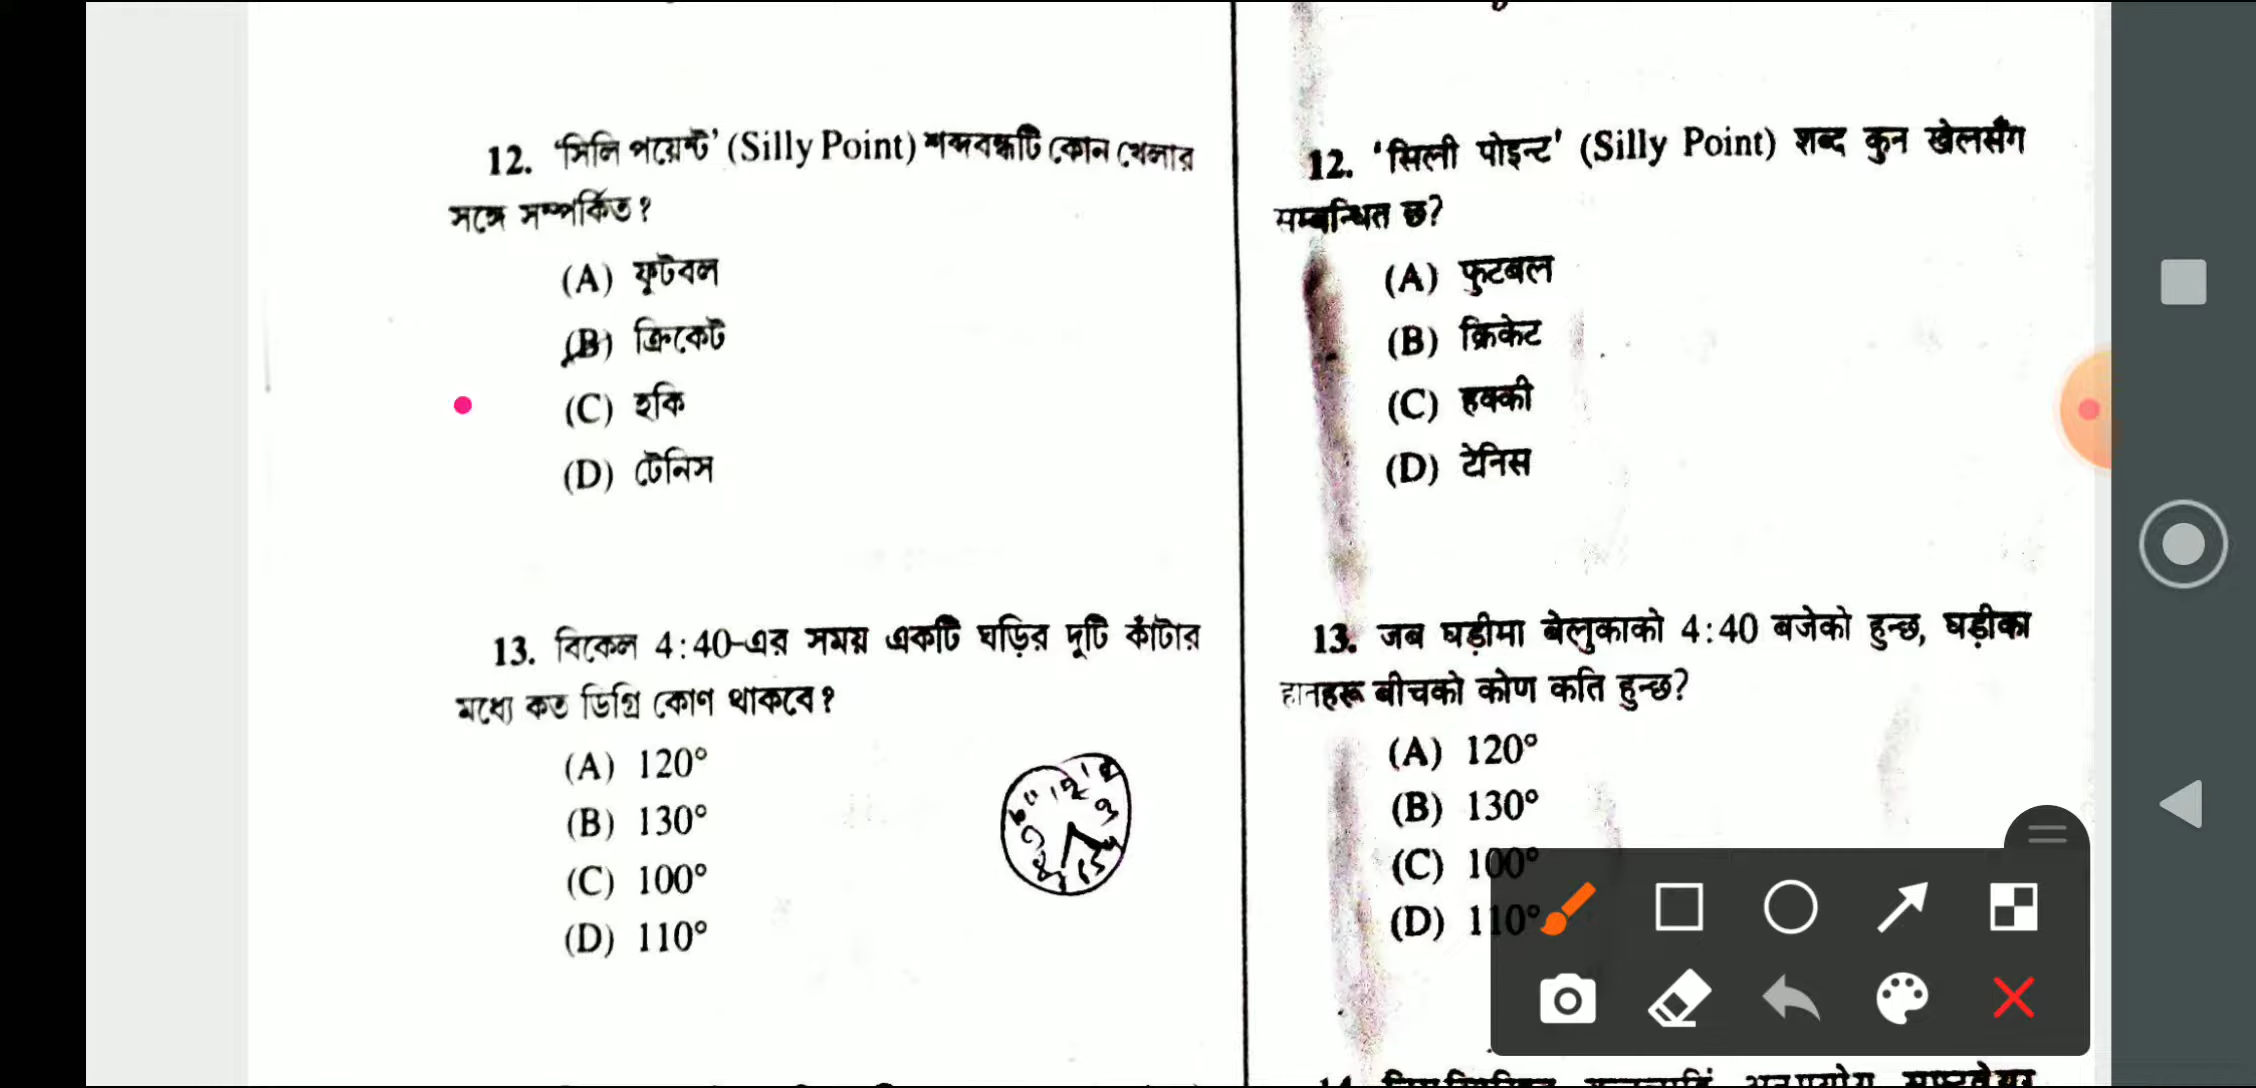 12. 'সিলি পয়েন্ট' (Silly Point) শব্দবন্ধটি কোন খেলার
সঙ্গে সম্পর্কিত?
(A) ফুটবল
(B) ক্রিকেট
(C) হকি
(D) টেনিস
13. বিকেল 4:40-এর সময় একটি ঘড়ির দুটি কাঁটার
মধ্যে কত ডিগ্রি কোণ থাকবে?
(A) 120°
(B) 130°
(C) 100°
(D) 110°
12. 'सिली पोइन्ट' (Silly Point) शब्द कुन खेलसँग
सम्बन्धित छ?
(A) फुटबल
(B) क्रिकेट
(C) हक्की
(D) टेनिस
13. जब घड़ीमा बेलुकाको 4:40 बजेको हुन्छ, घड़ीका
हानहरू बीचको कोण कति हुन्छ?
(A) 120°
(B) 130°
(C) 100°
(D) 110°